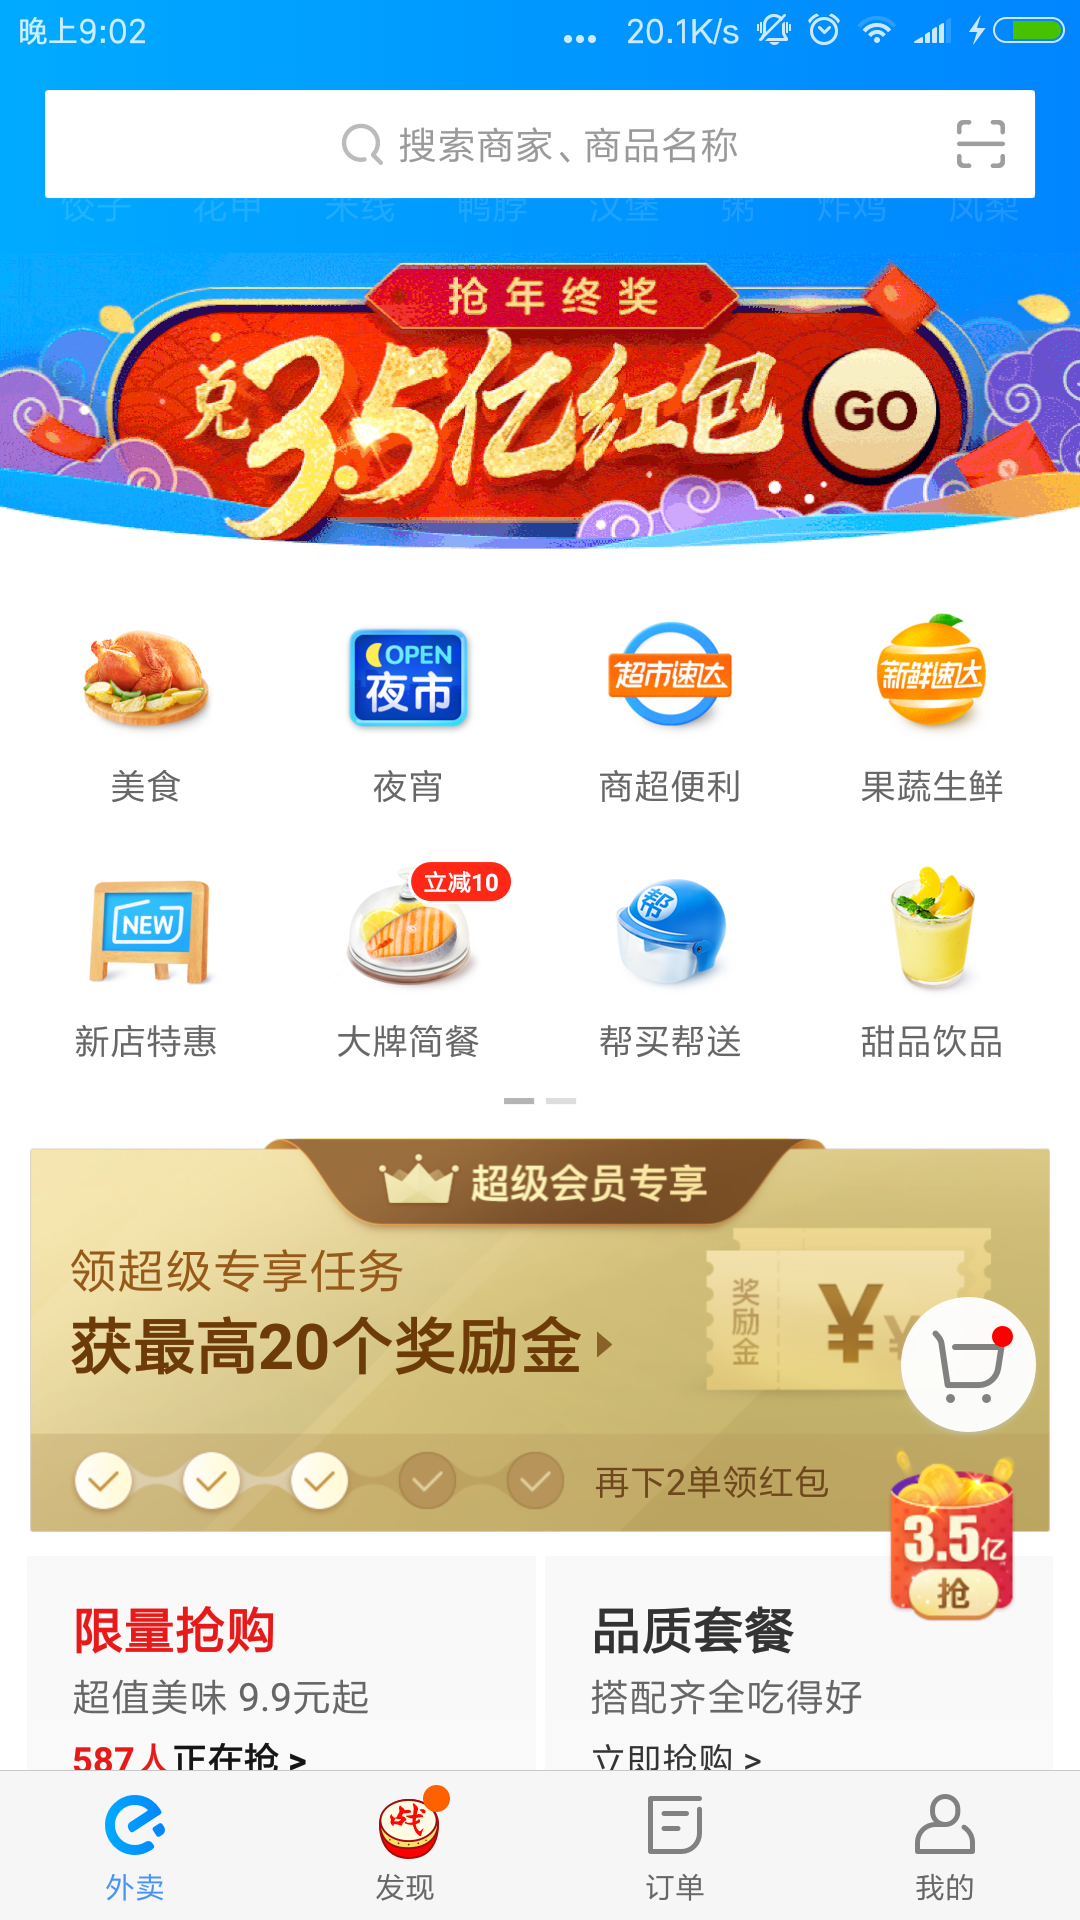 晚上9:02
... 20.1K/s
搜索商家、商品名称
饺子 花甲 米线 鸭脖 汉堡 粥 炸鸡 凤梨
抢年终奖
兑3.5亿红包
GO
OPEN
夜市
超市速达
新鲜速达
美食 夜宵 商超便利 果蔬生鲜
NEW
立减10
帮
新店特惠 大牌简餐 帮买帮送 甜品饮品
超级会员专享
领超级专享任务
获最高20个奖励金
奖励金
¥ ¥
再下2单领红包
3.5亿
抢
限量抢购
超值美味 9.9元起
587人正在抢 >
品质套餐
搭配齐全吃得好
立即抢购 >
战
外卖 发现 订单 我的